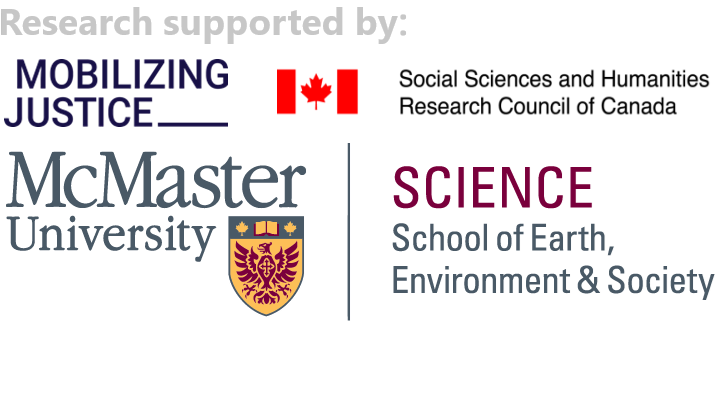 Research supported by:
MOBILIZING
JUSTICE
Social Sciences and Humanities
Research Council of Canada
McMaster
University
SCIENCE
School of Earth,
Environment & Society